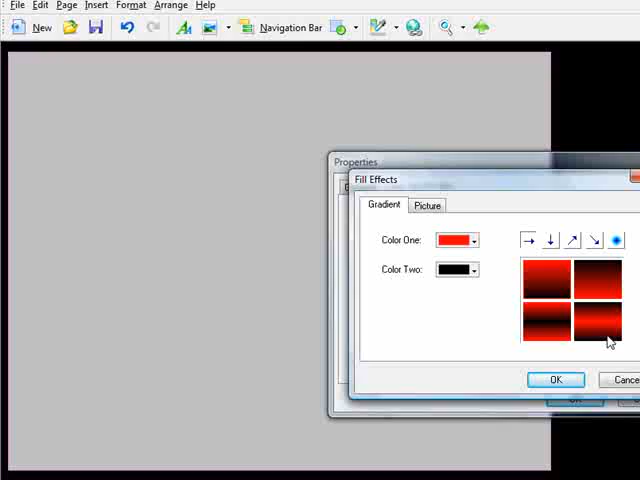 File Edit Page Insert Format Arrange Help
New Navigation Bar
Properties
Fill Effects
Gradient Picture
Color One:
Color Two:
OK Cance